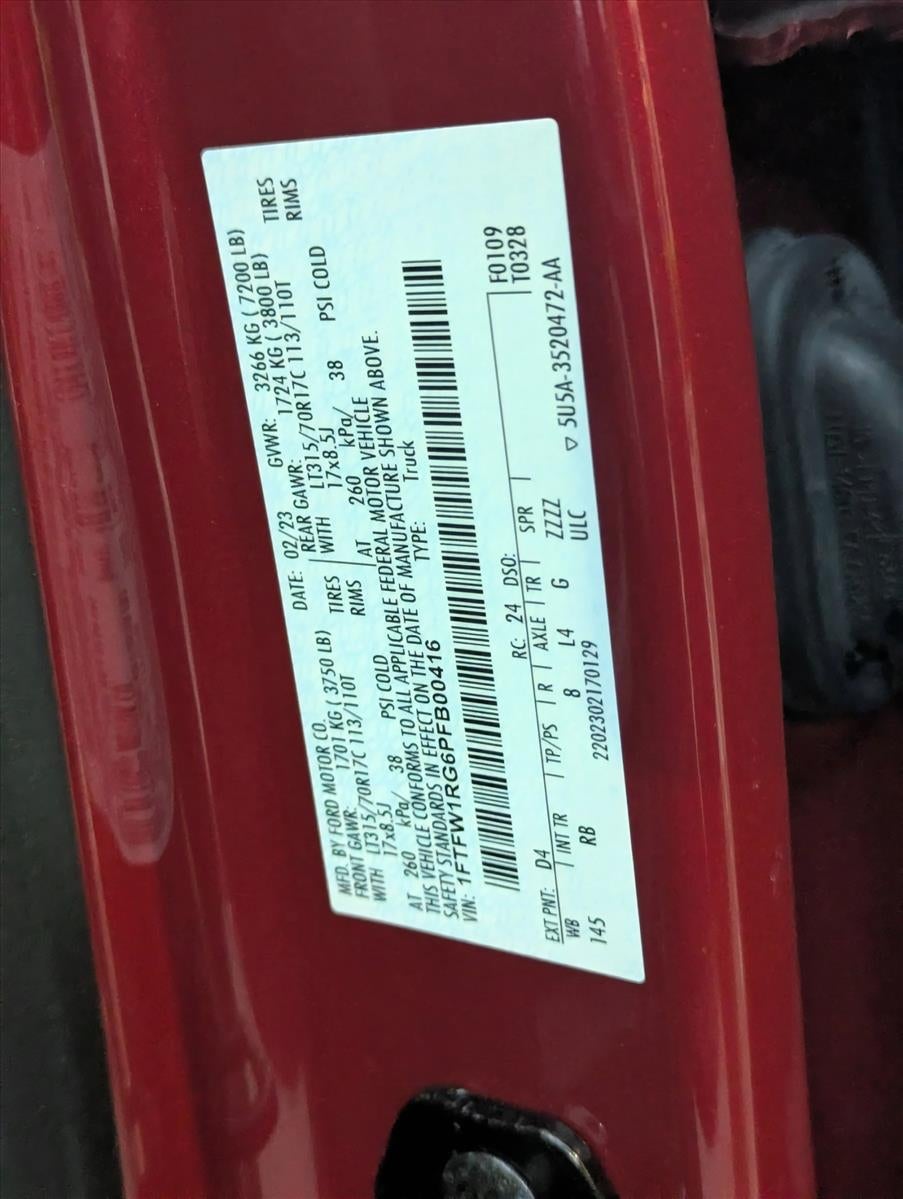 MFD. BY FORD MOTOR CO.
DATE: 02/23 GVWR: 3266 KG ( 7200 LB)
FRONT GAWR: 1701 KG ( 3750 LB) REAR GAWR: 1724 KG ( 3800 LB)
WITH LT315/70R17C 113/110T TIRES LT315/70R17C 113/110T TIRES
17x8.5J RIMS WITH 17x8.5J RIMS
AT 260 kPa/ 38 PSI COLD AT 260 kPa/ 38 PSI COLD
THIS VEHICLE CONFORMS TO ALL APPLICABLE FEDERAL MOTOR VEHICLE
SAFETY STANDARDS IN EFFECT ON THE DATE OF MANUFACTURE SHOWN ABOVE.
VIN: 1FTFW1RG6PFB00416 TYPE: Truck
F0109
T0328
EXT PNT: D4 RC: 24 DSO:
WB INT TR TP/PS R AXLE TR SPR
145 RB 8 L4 G ZZZZ
220230217 0129 ULC ▽ 5U5A-3520472-AA